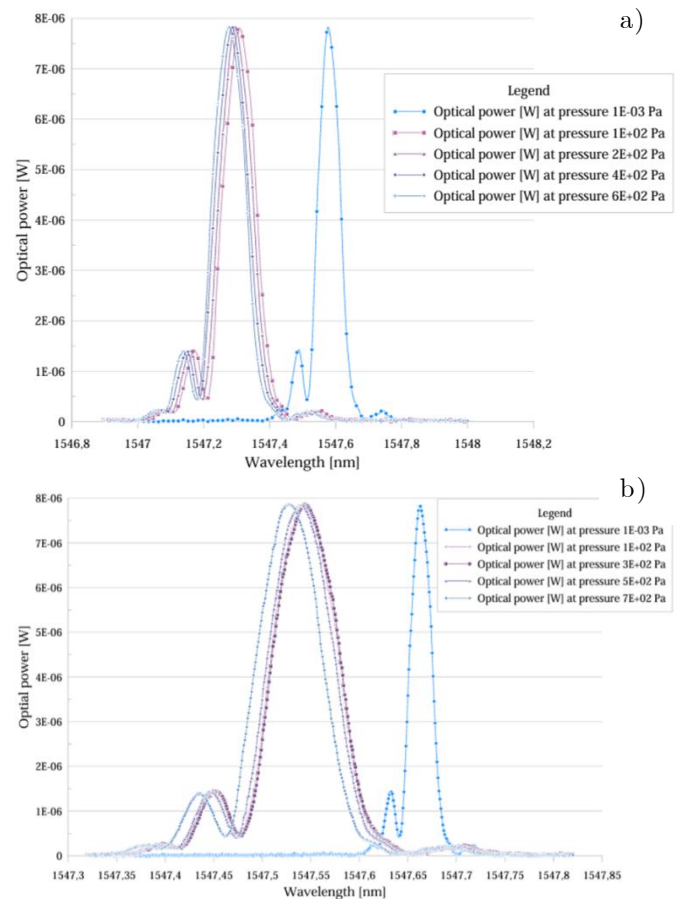 a)
8E-06
7E-06
6E-06
5E-06
4E-06
3E-06
2E-06
1E-06
0
Optical power [W]
Legend
Optical power [W] at pressure 1E-03 Pa
Optical power [W] at pressure 1E+02 Pa
Optical power [W] at pressure 2E+02 Pa
Optical power [W] at pressure 4E+02 Pa
Optical power [W] at pressure 6E+02 Pa
1546,8 1547 1547,2 1547,4 1547,6 1547,8 1548 1548,2
Wavelength [nm]
b)
8E-06
7E-06
6E-06
5E-06
4E-06
3E-06
2E-06
1E-06
0
Optial power [W]
Legend
Optical power [W] at pressure 1E-03 Pa
Optical power [W] at pressure 1E+02 Pa
Optical power [W] at pressure 3E+02 Pa
Optical power [W] at pressure 5E+02 Pa
Optical power [W] at pressure 7E+02 Pa
1547,3 1547,35 1547,4 1547,45 1547,5 1547,55 1547,6 1547,65 1547,7 1547,75 1547,8 1547,85
Wavelength [nm]